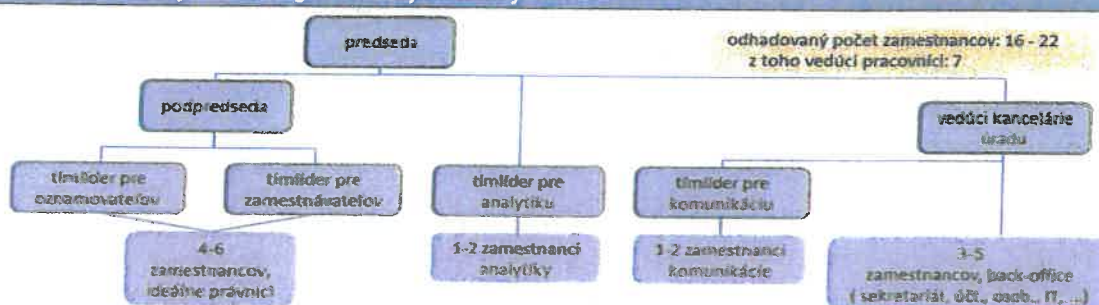 predseda
odhadovaný počet zamestnancov: 16 - 22
z toho vedúci pracovníci: 7
podpredseda
vedúci kancelárie
úradu
tímlíder pre
oznamovateľov
tímlíder pre
zamestnávateľov
tímlíder pre
analytiku
tímlíder pre
komunikáciu
4-6
zamestnancov,
ideálne právnici
1-2 zamestnanci
analytiky
1-2 zamestnanci
komunikácie
3-5
zamestnancov, back-office
( sekretariát, účt., osob., IT, ...)